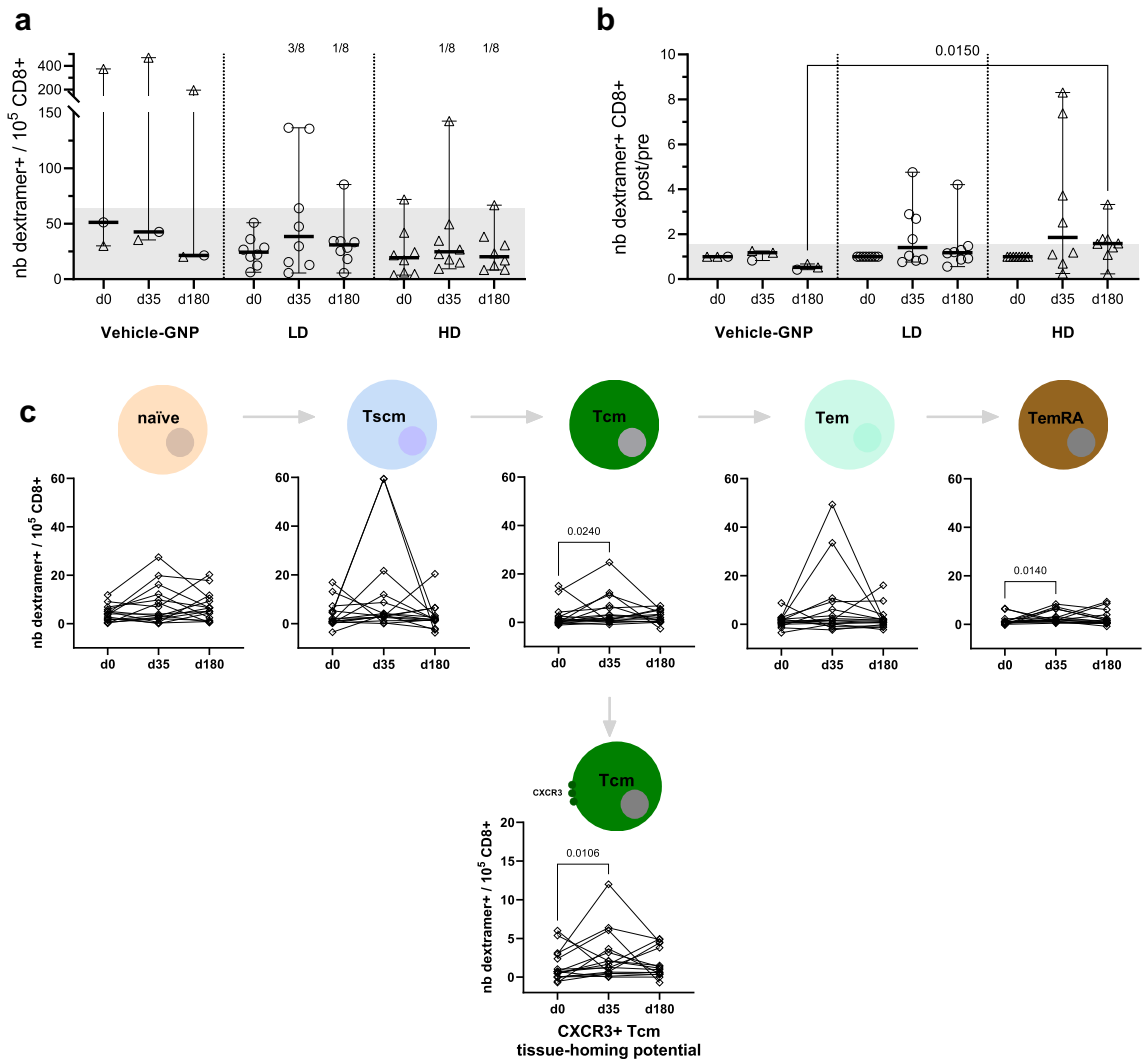 a
3/8 1/8 1/8 1/8
nb dextramer+ / 10⁵ CD8+
400
200
150
100
50
0
d0 d35 d180 d0 d35 d180 d0 d35 d180
Vehicle-GNP LD HD
b
0.0150
nb dextramer+ CD8+
post/pre
10
8
6
4
2
0
d0 d35 d180 d0 d35 d180 d0 d35 d180
Vehicle-GNP LD HD
c
naïve Tscm Tcm Tem TemRA
nb dextramer+ / 10⁵ CD8+
60
40
20
0
d0 d35 d180
60
40
20
0
d0 d35 d180
60
40
20
0
0.0240
d0 d35 d180
60
40
20
0
d0 d35 d180
60
40
20
0
0.0140
d0 d35 d180
Tcm
CXCR3
nb dextramer+ / 10⁵ CD8+
20
15
10
5
0
0.0106
d0 d35 d180
CXCR3+ Tcm
tissue-homing potential